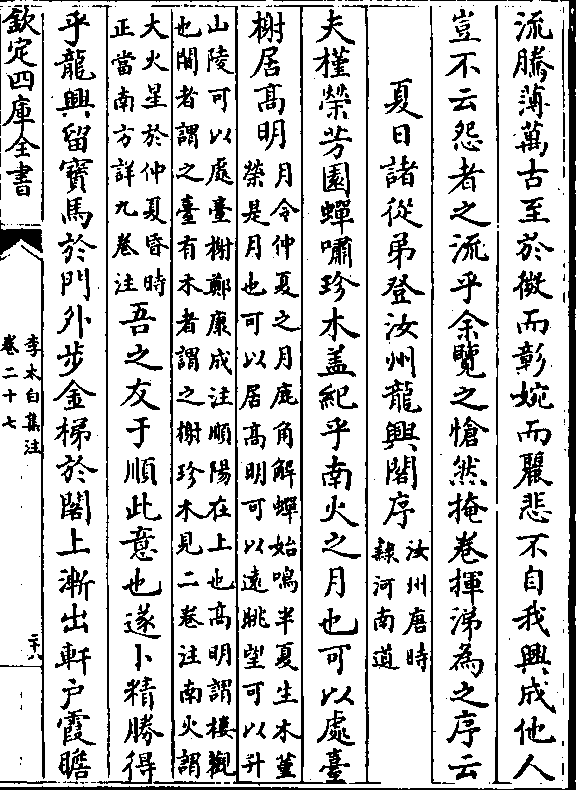 流騰薄萬古至於徵而彰婉而麗悲不自我興成他人
豈不云怨者之流乎余覽之愴然掩卷揮涕為之序云
夏日諸從弟登汝州龍興閣序
汝州唐時
隸河南道
夫槿榮芳園蟬嘯珍木蓋紀乎南火之月也可以處臺
榭居高明
月令仲夏之月鹿角解蟬始鳴半夏生木堇
榮是月也可以居高明可以遠眺望可以升
山陵可以處臺榭鄭康成注順陽在上也高明謂樓觀
也闍者謂之臺有木者謂之榭珍木見二卷注南火謂
大火星於仲夏昏時
正當南方詳九卷注
吾之友于順此意也遂卜精勝得
乎龍興留寶馬於門外步金梯於閣上漸出軒户霞瞻
欽定四庫全書
李太白集注
卷二十七
二十八